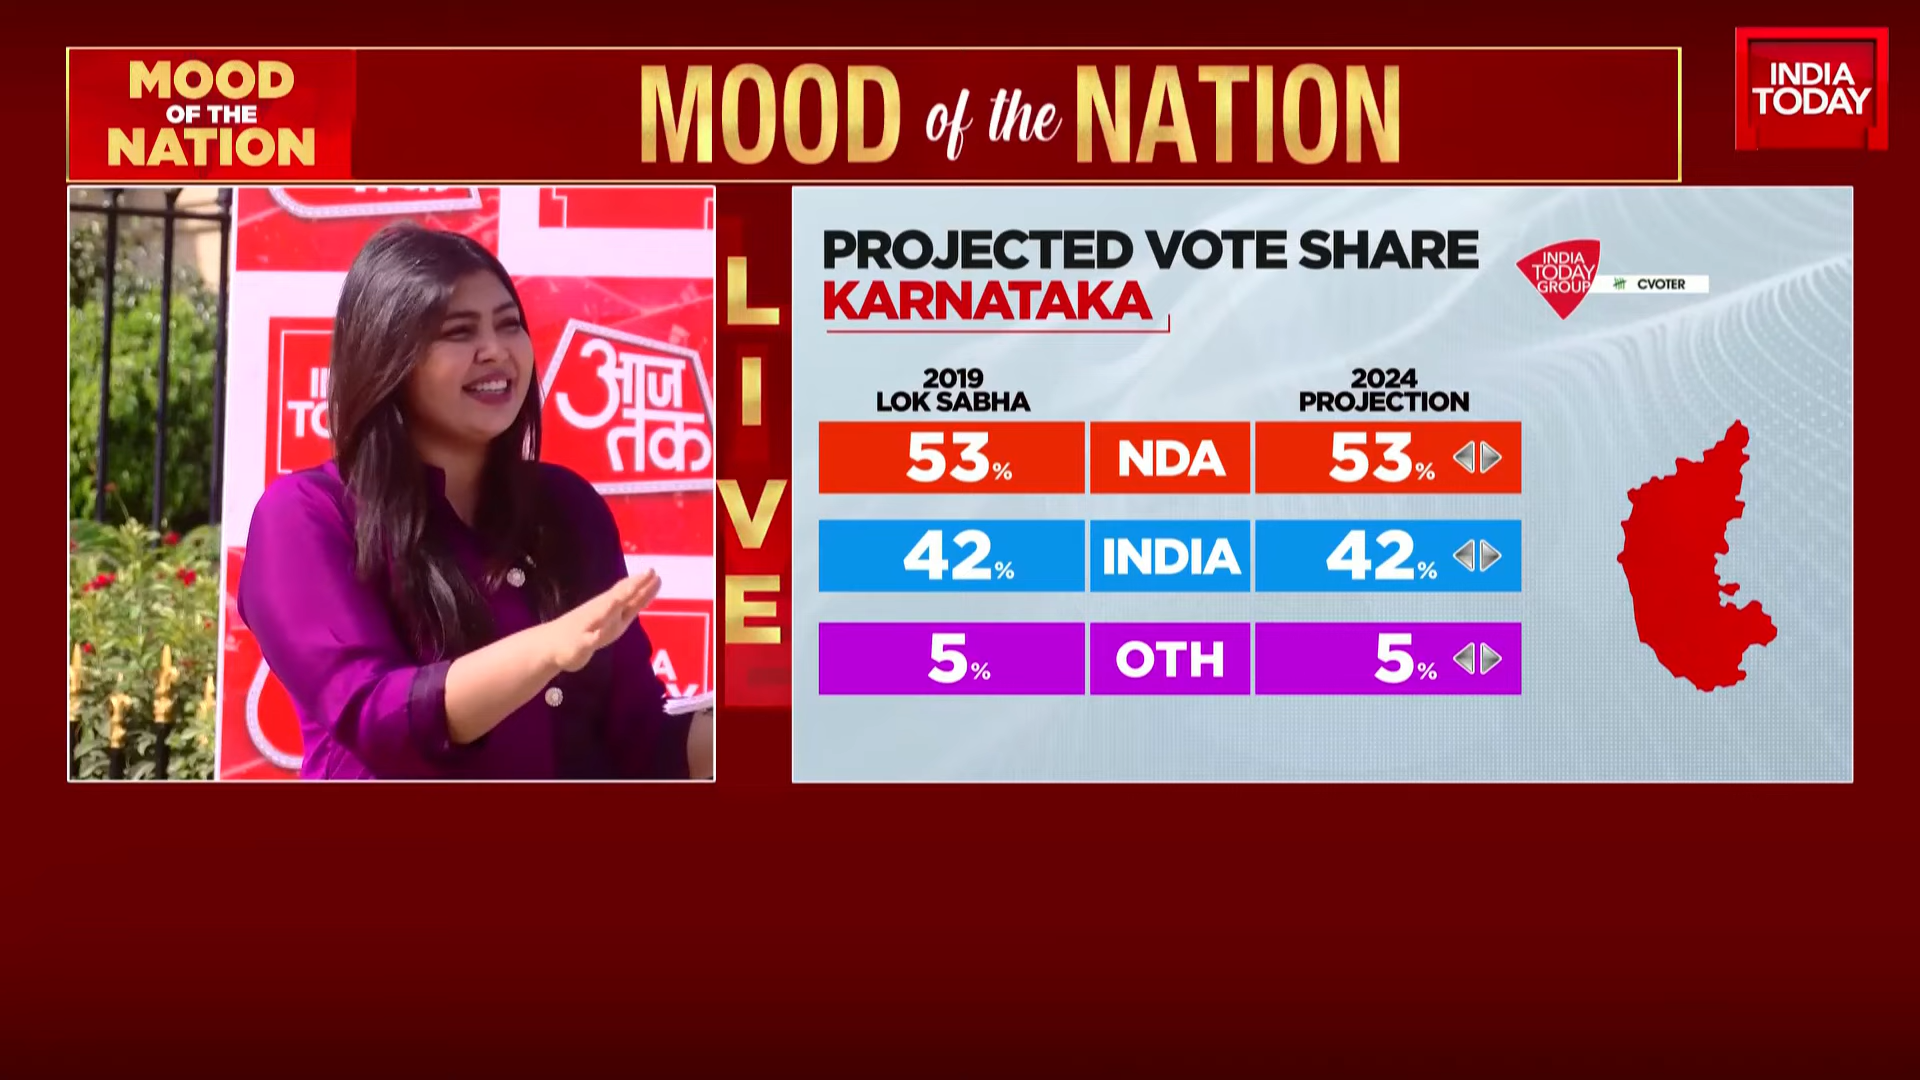 MOOD
OF THE
NATION
MOOD of the NATION
INDIA
TODAY
आज
तक
LIVE
PROJECTED VOTE SHARE
KARNATAKA
INDIA
TODAY
GROUP
CVOTER
2019
LOK SABHA
2024
PROJECTION
53% NDA 53%
42% INDIA 42%
5% OTH 5%